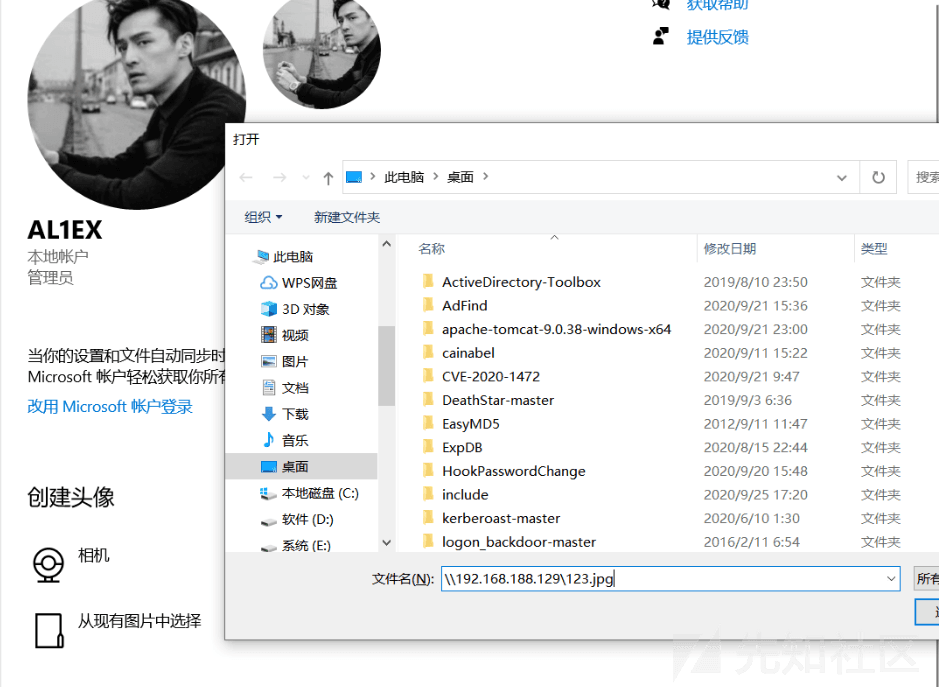 获取帮助
提供反馈
AL1EX
本地帐户
管理员
当你的设置和文件自动同步时
Microsoft 帐户轻松获取你所有
改用 Microsoft 帐户登录
创建头像
相机
从现有图片中选择
打开
此电脑 桌面
搜索
组织 新建文件夹
此电脑
WPS网盘
3D 对象
视频
图片
文档
下载
音乐
桌面
本地磁盘 (C:)
软件 (D:)
系统 (E:)
名称 修改日期 类型
ActiveDirectory-Toolbox 2019/8/10 23:50 文件夹
AdFind 2020/9/21 15:36 文件夹
apache-tomcat-9.0.38-windows-x64 2020/9/21 23:00 文件夹
cainabel 2020/9/11 15:22 文件夹
CVE-2020-1472 2020/9/21 9:47 文件夹
DeathStar-master 2019/9/3 6:36 文件夹
EasyMD5 2012/9/11 11:47 文件夹
ExpDB 2020/8/15 22:44 文件夹
HookPasswordChange 2020/9/20 15:48 文件夹
include 2020/9/25 17:20 文件夹
kerberoast-master 2020/6/10 1:30 文件夹
logon_backdoor-master 2016/2/11 6:54 文件夹
文件名(N): \\192.168.188.129\123.jpg
所有
先知社区